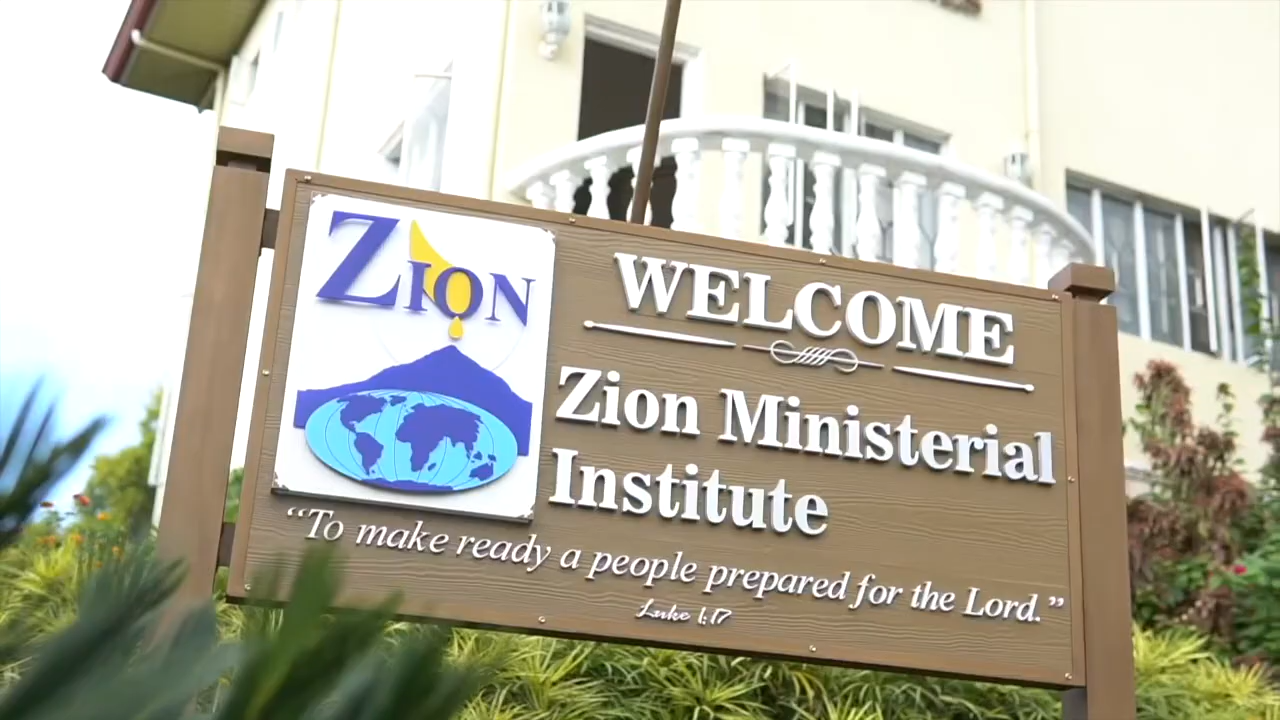 ZION
WELCOME
Zion Ministerial
Institute
“To make ready a people prepared for the Lord.”
Luke 1:17